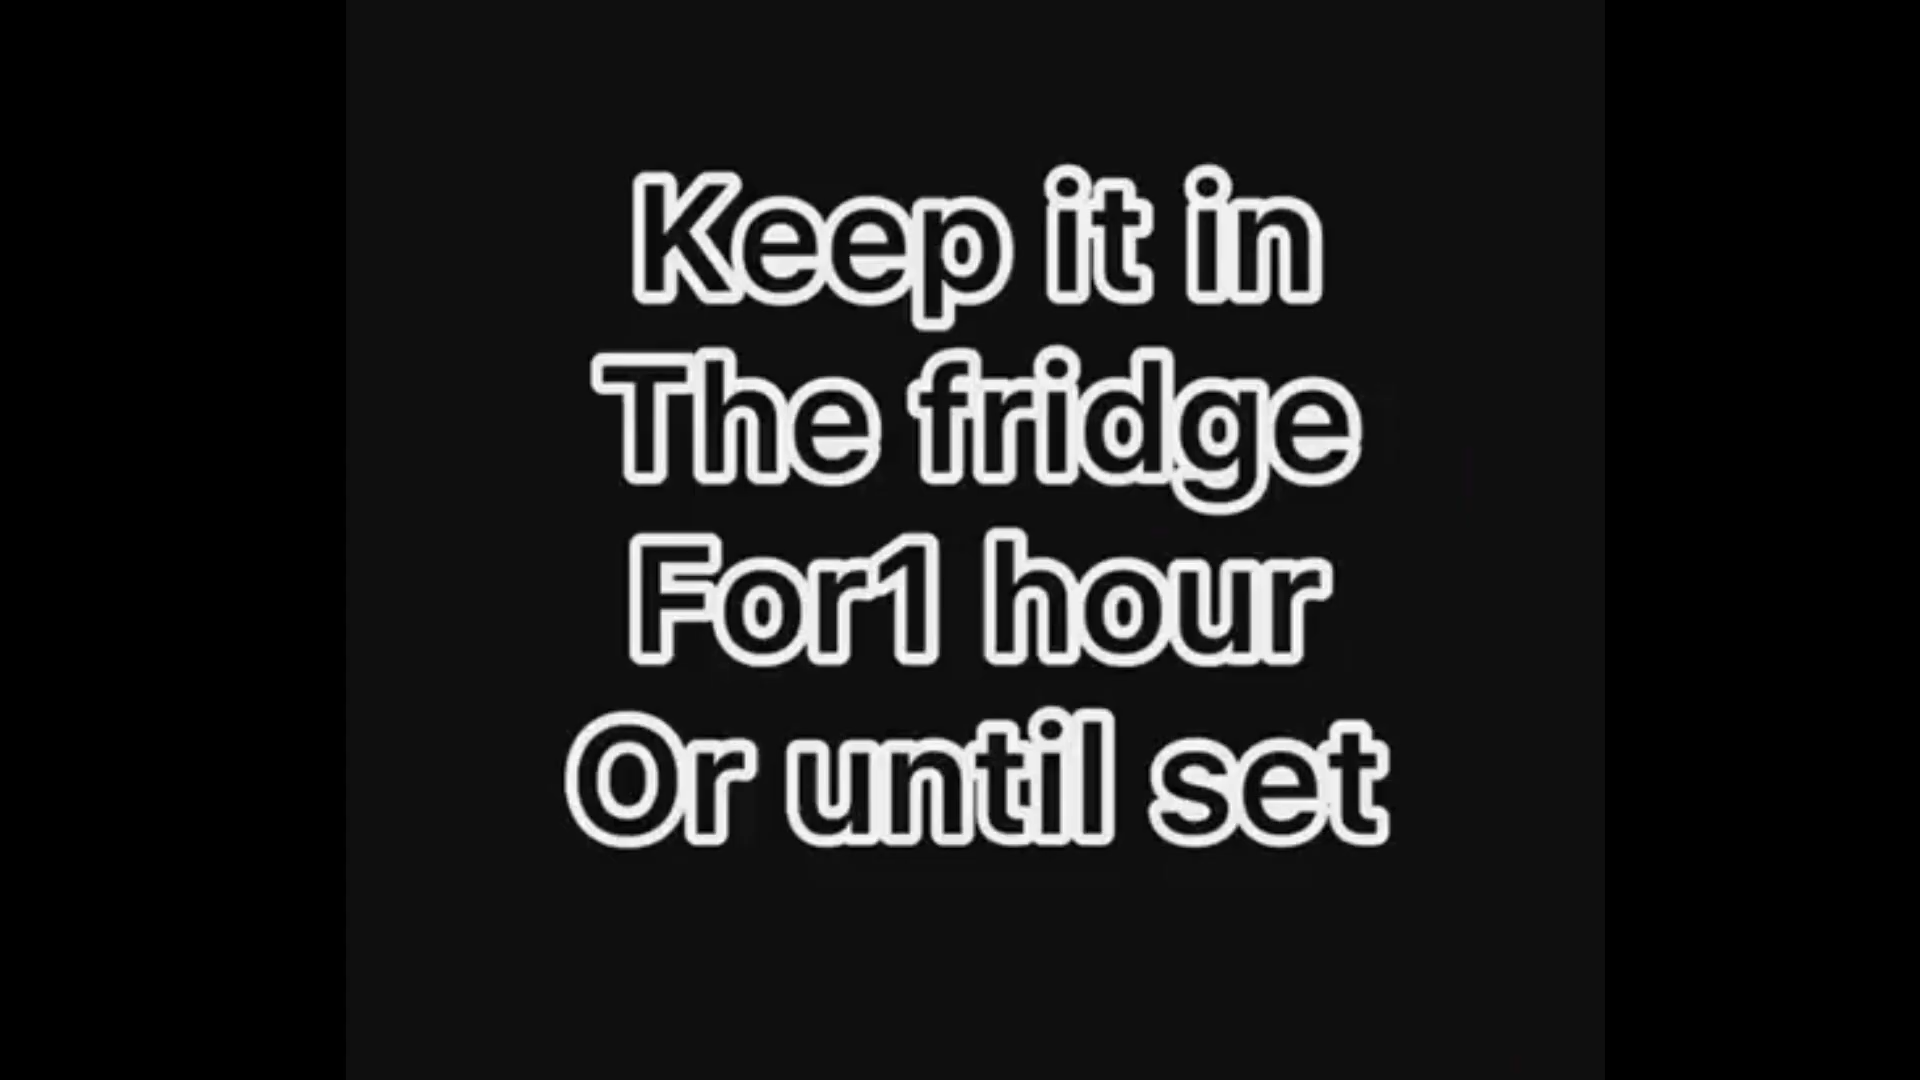 Keep it in
The fridge
For1 hour
Or until set